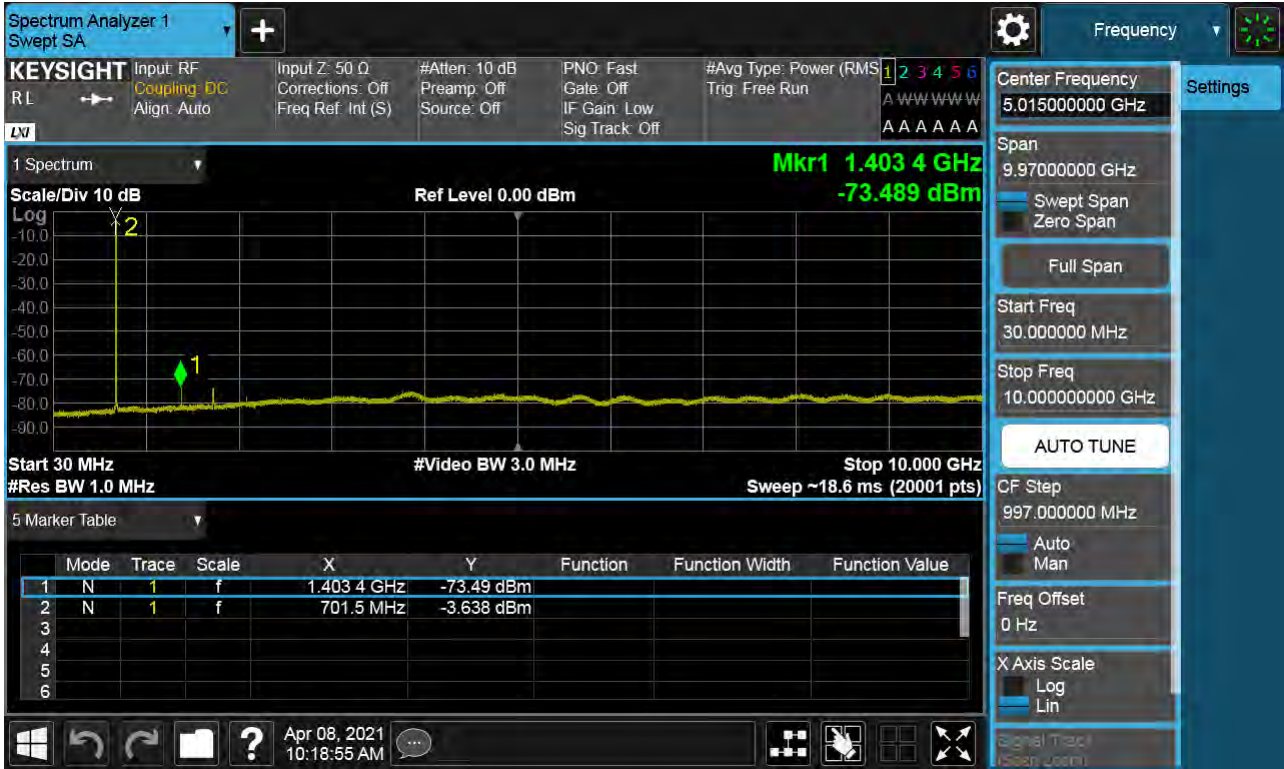 Spectrum Analyzer 1
Swept SA
+
Frequency
KEYSIGHT
RL
LXI
Input: RF
Coupling: DC
Align: Auto
Input Z: 50 Ω
Corrections: Off
Freq Ref: Int (S)
#Atten: 10 dB
Preamp: Off
Source: Off
PNO: Fast
Gate: Off
IF Gain: Low
Sig Track: Off
#Avg Type: Power (RMS
Trig: Free Run
1 2 3 4 5 6
A W W W W W
A A A A A A
1 Spectrum
Mkr1 1.403 4 GHz
-73.489 dBm
Scale/Div 10 dB
Ref Level 0.00 dBm
Log
-10.0
-20.0
-30.0
-40.0
-50.0
-60.0
-70.0
-80.0
-90.0
2
1
Start 30 MHz
#Video BW 3.0 MHz
Stop 10.000 GHz
#Res BW 1.0 MHz
Sweep ~18.6 ms (20001 pts)
5 Marker Table
Mode Trace Scale X Y Function Function Width Function Value
1 N 1 f 1.403 4 GHz -73.49 dBm
2 N 1 f 701.5 MHz -3.638 dBm
3
4
5
6
?
Apr 08, 2021
10:18:55 AM
Center Frequency
5.015000000 GHz
Settings
Span
9.97000000 GHz
Swept Span
Zero Span
Full Span
Start Freq
30.000000 MHz
Stop Freq
10.000000000 GHz
AUTO TUNE
CF Step
997.000000 MHz
Auto
Man
Freq Offset
0 Hz
X Axis Scale
Log
Lin
Signal Track
(Span Zoom)